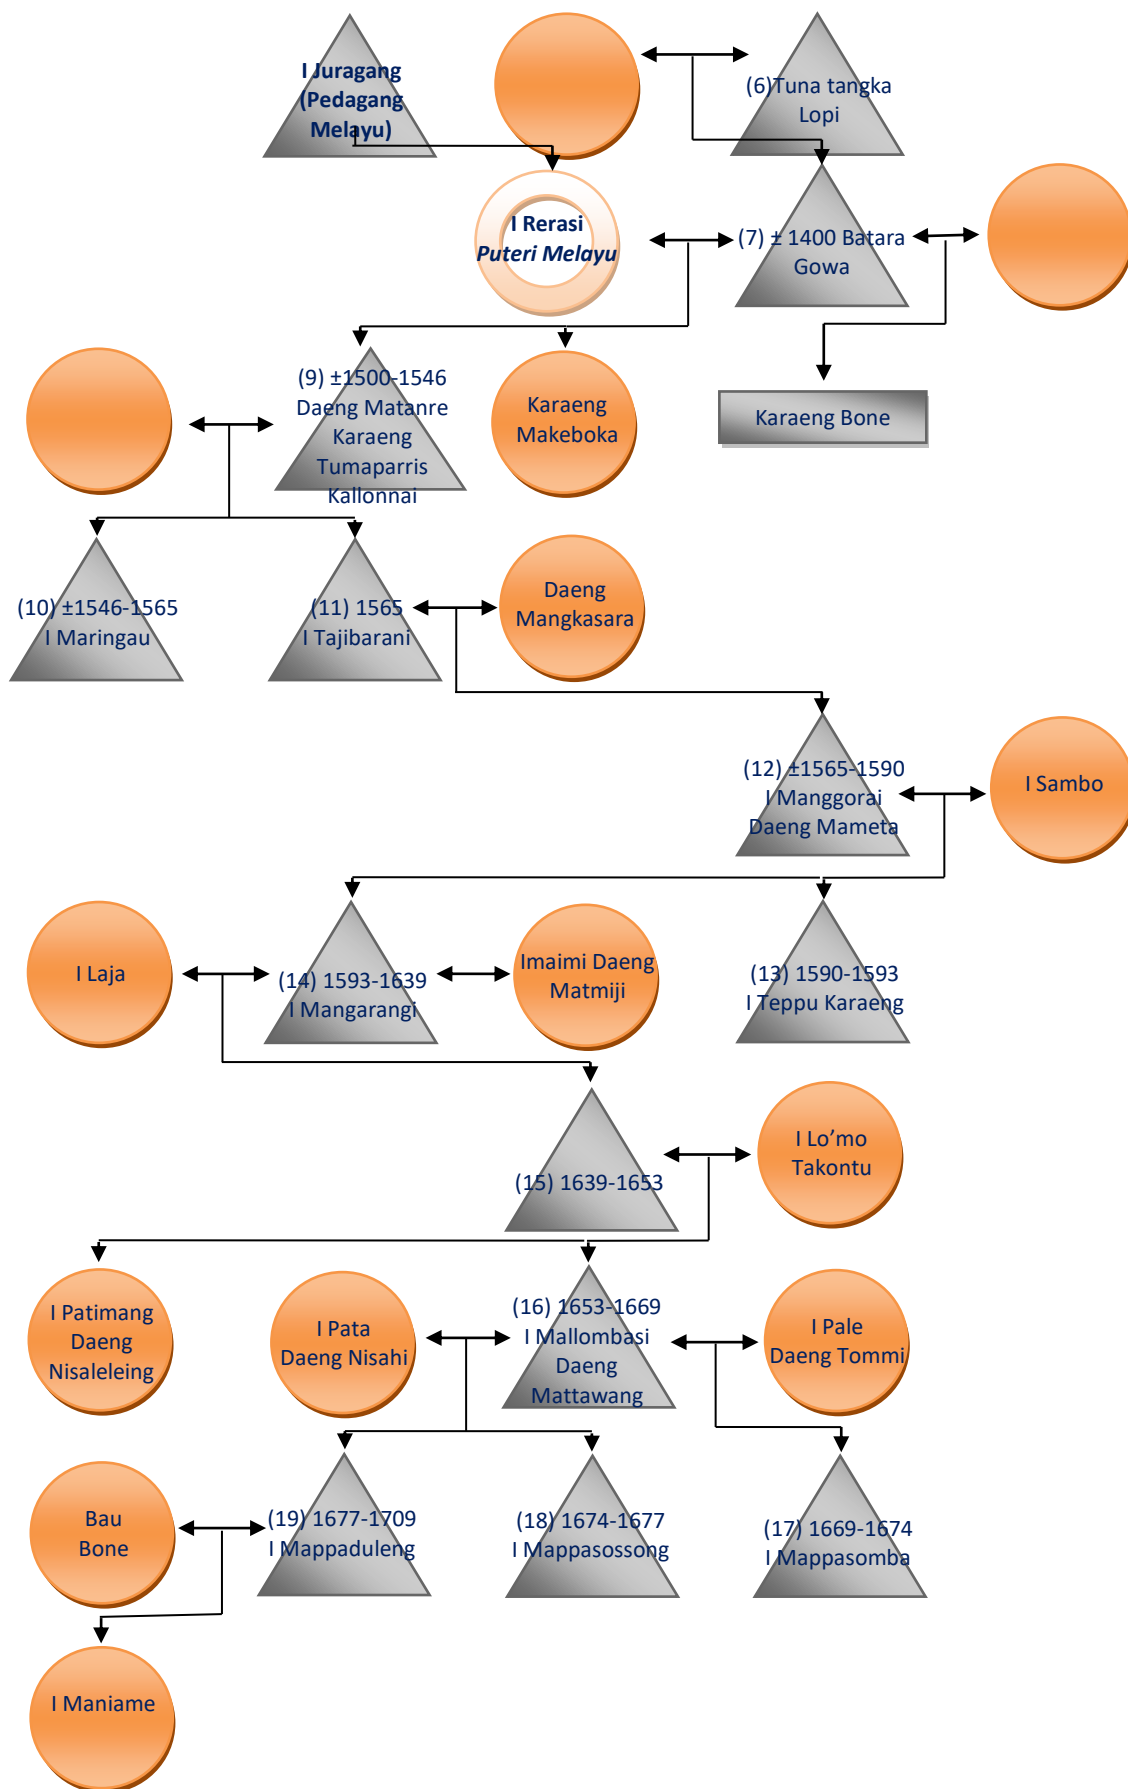 I Juragang
(Pedagang
Melayu)
(6)Tuna tangka
Lopi
I Rerasi
Puteri Melayu
(7) ± 1400 Batara
Gowa
(9) ±1500-1546
Daeng Matanre
Karaeng
Tumaparris
Kallonnai
Karaeng
Makeboka
Karaeng Bone
(10) ±1546-1565
I Maringau
(11) 1565
I Tajibarani
Daeng
Mangkasara
(12) ±1565-1590
I Manggorai
Daeng Mameta
I Sambo
I Laja
(14) 1593-1639
I Mangarangi
Imaimi Daeng
Matmiji
(13) 1590-1593
I Teppu Karaeng
(15) 1639-1653
I Lo’mo
Takontu
I Patimang
Daeng
Nisaleleing
I Pata
Daeng Nisahi
(16) 1653-1669
I Mallombasi
Daeng
Mattawang
I Pale
Daeng Tommi
Bau
Bone
(19) 1677-1709
I Mappaduleng
(18) 1674-1677
I Mappasossong
(17) 1669-1674
I Mappasomba
I Maniame